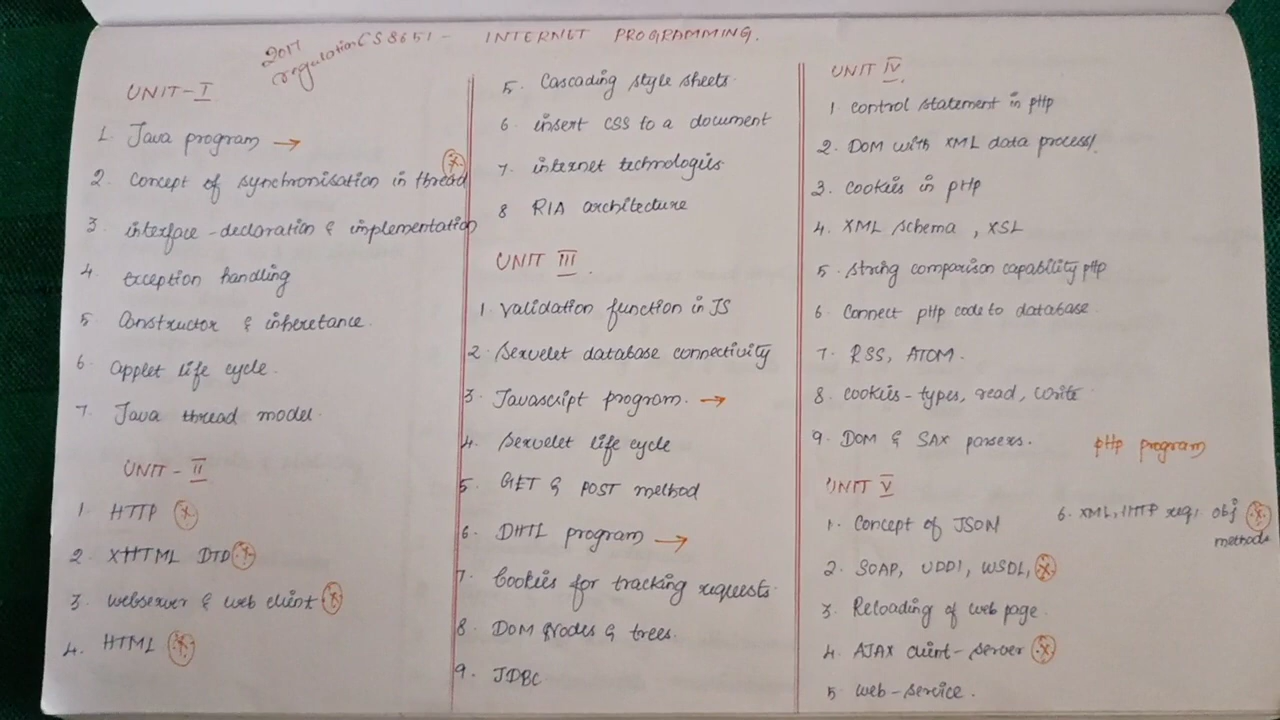 2017
regulation CS8651 - INTERNET PROGRAMMING.
UNIT-I
1. Java program →
2. Concept of synchronisation in thread
3. interface - declaration & implementation
4. exception handling
5. Constructor & inheretance.
6. applet life cycle.
7. Java thread model.
UNIT - II
1. HTTP
2. XHTML DTD
3. webserver & web client
4. HTML
5. Cascading style sheets.
6. insert CSS to a document
7. internet technologies
8. RIA architecture
UNIT III.
1. validation function in JS
2. servelet database connectivity
3. Javascript program. →
4. servelet life cycle
5. GET & POST method
6. DHTL program →
7. Cookies for tracking requests.
8. DOM Nodes & trees.
9. JDBC
UNIT IV.
1. control statement in pHp
2. DOM with XML data process/.
3. cookies in pHp
4. XML schema, XSL
5. string comparison capability pHp
6. Connect pHp code to database.
7. RSS, ATOM.
8. cookies - types, read, write.
9. DOM & SAX parsers.
pHp program
UNIT V
1. Concept of JSON
2. SOAP, UDDI, WSDL,
3. Reloading of web page.
4. AJAX client - server
5. web - service.
6. XML, HTTP req, obj
methods